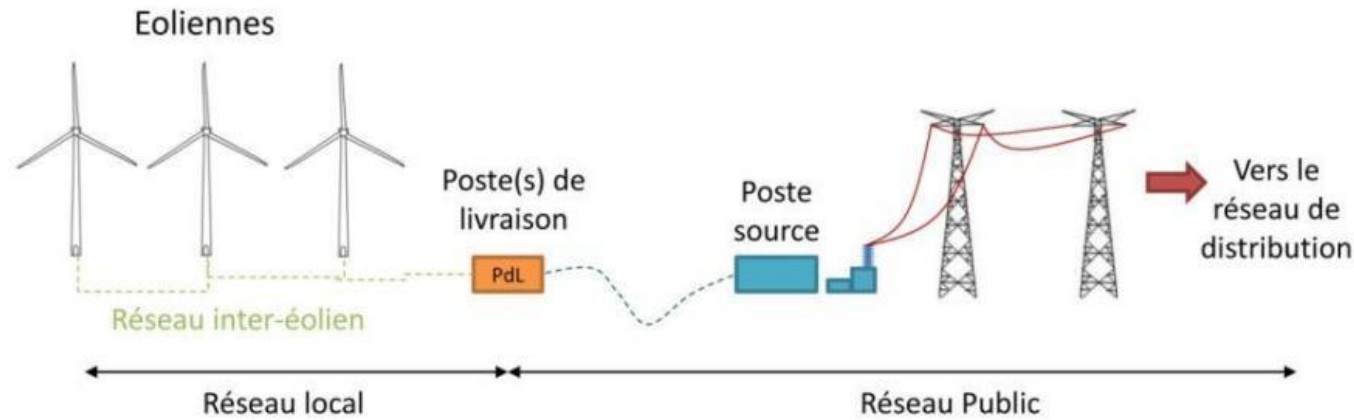 Eoliennes
Poste(s) de
livraison
PdL
Poste
source
Vers le
réseau de
distribution
Réseau inter-éolien
Réseau local
Réseau Public